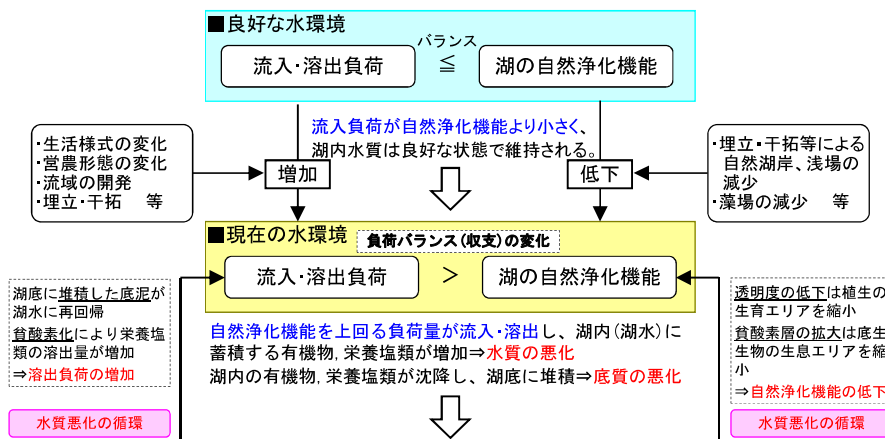 ■良好な水環境
バランス
流入・溶出負荷
≦
湖の自然浄化機能
・生活様式の変化
・営農形態の変化
・流域の開発
・埋立・干拓 等
流入負荷が自然浄化機能より小さく、
湖内水質は良好な状態で維持される。
増加
低下
・埋立・干拓等による
自然湖岸、浅場の
減少
・藻場の減少 等
■現在の水環境
負荷バランス(収支)の変化
流入・溶出負荷
>
湖の自然浄化機能
湖底に堆積した底泥が
湖水に再回帰
貧酸素化により栄養塩
類の溶出量が増加
⇒溶出負荷の増加
自然浄化機能を上回る負荷量が流入・溶出し、湖内(湖水)に
蓄積する有機物,栄養塩類が増加⇒水質の悪化
湖内の有機物,栄養塩類が沈降し、湖底に堆積⇒底質の悪化
透明度の低下は植生の
生育エリアを縮小
貧酸素層の拡大は底生
生物の生息エリアを縮
小
⇒自然浄化機能の低下
水質悪化の循環
水質悪化の循環